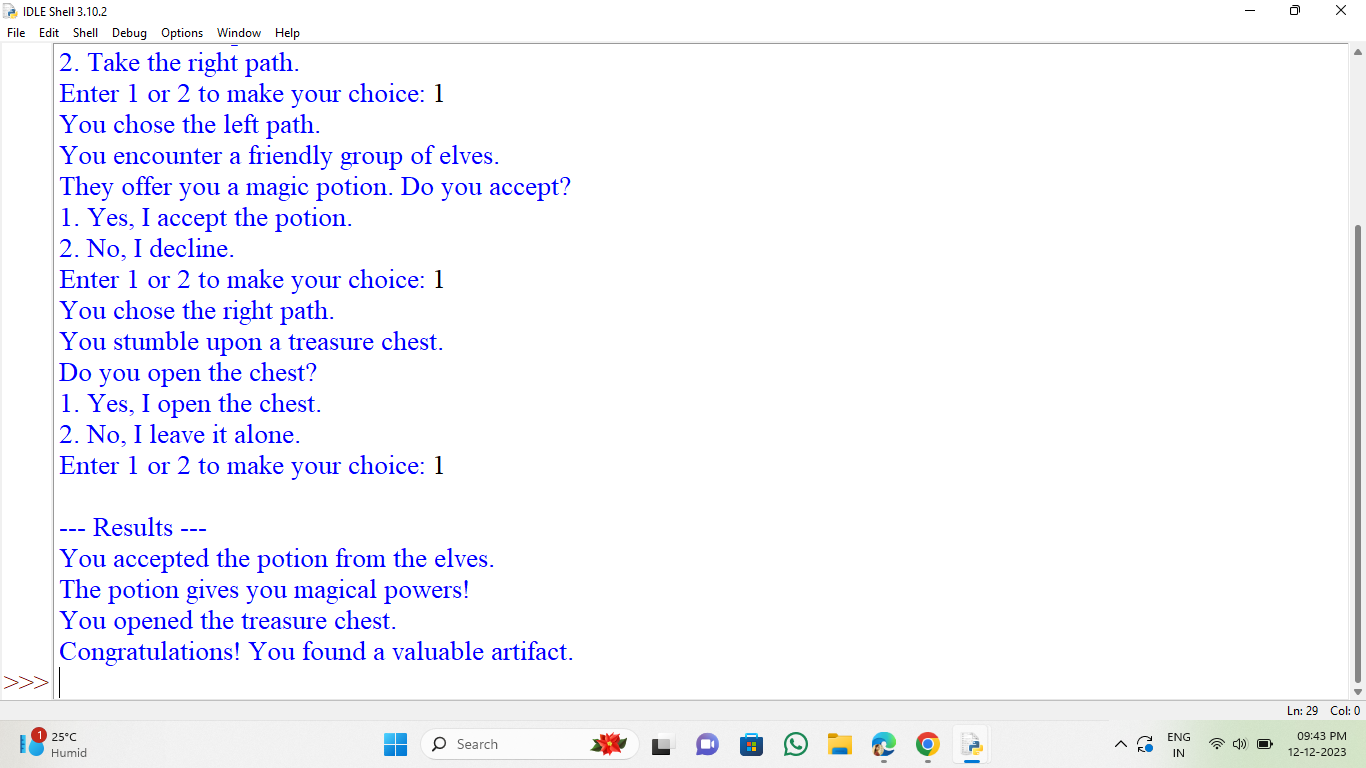 IDLE Shell 3.10.2
File Edit Shell Debug Options Window Help
2. Take the right path.
Enter 1 or 2 to make your choice: 1
You chose the left path.
You encounter a friendly group of elves.
They offer you a magic potion. Do you accept?
1. Yes, I accept the potion.
2. No, I decline.
Enter 1 or 2 to make your choice: 1
You chose the right path.
You stumble upon a treasure chest.
Do you open the chest?
1. Yes, I open the chest.
2. No, I leave it alone.
Enter 1 or 2 to make your choice: 1
--- Results ---
You accepted the potion from the elves.
The potion gives you magical powers!
You opened the treasure chest.
Congratulations! You found a valuable artifact.
>>>
Ln: 29 Col: 0
1
25°C
Humid
Search
ENG
IN
09:43 PM
12-12-2023